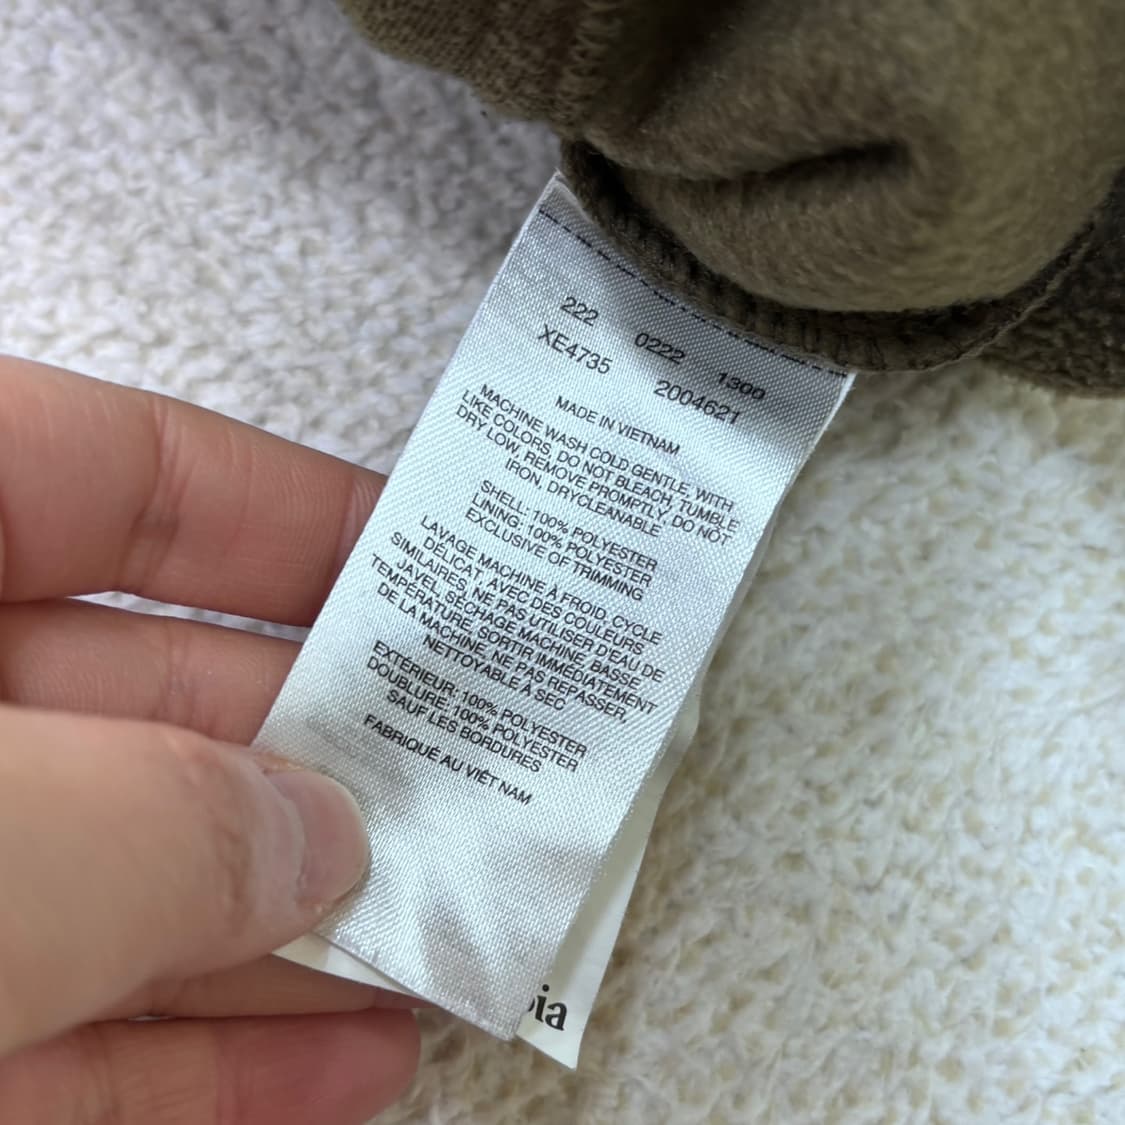 222 0222 1300
XE4735 2004621
MADE IN VIETNAM
MACHINE WASH COLD GENTLE, WITH
LIKE COLORS, DO NOT BLEACH, TUMBLE
DRY LOW, REMOVE PROMPTLY, DO NOT
IRON. DRYCLEANABLE
SHELL: 100% POLYESTER
LINING: 100% POLYESTER
EXCLUSIVE OF TRIMMING
LAVAGE MACHINE À FROID, CYCLE
DÉLICAT, AVEC DES COULEURS
SIMILAIRES, NE PAS UTILISER D'EAU DE
JAVEL, SÉCHAGE MACHINE, BASSE
TEMPÉRATURE, SORTIR IMMÉDIATEMENT
DE LA MACHINE, NE PAS REPASSER,
NETTOYABLE À SEC
EXTÉRIEUR: 100% POLYESTER
DOUBLURE: 100% POLYESTER
SAUF LES BORDURES
FABRIQUÉ AU VIÊT NAM